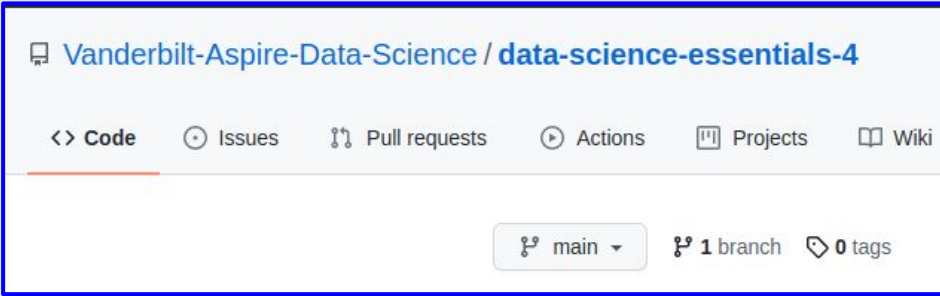 Vanderbilt-Aspire-Data-Science / data-science-essentials-4
<> Code Issues Pull requests Actions Projects Wiki
main 1 branch 0 tags